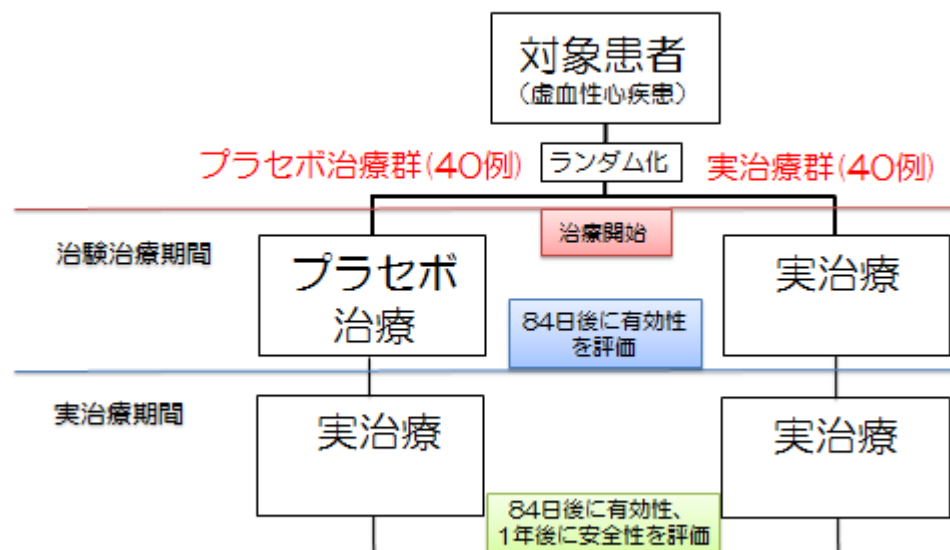 対象患者
（虚血性心疾患）
プラセボ治療群(40例)
ランダム化
実治療群(40例)
治験治療期間
治療開始
プラセボ
治療
実治療
84日後に有効性
を評価
実治療期間
実治療
実治療
84日後に有効性、
1年後に安全性を評価